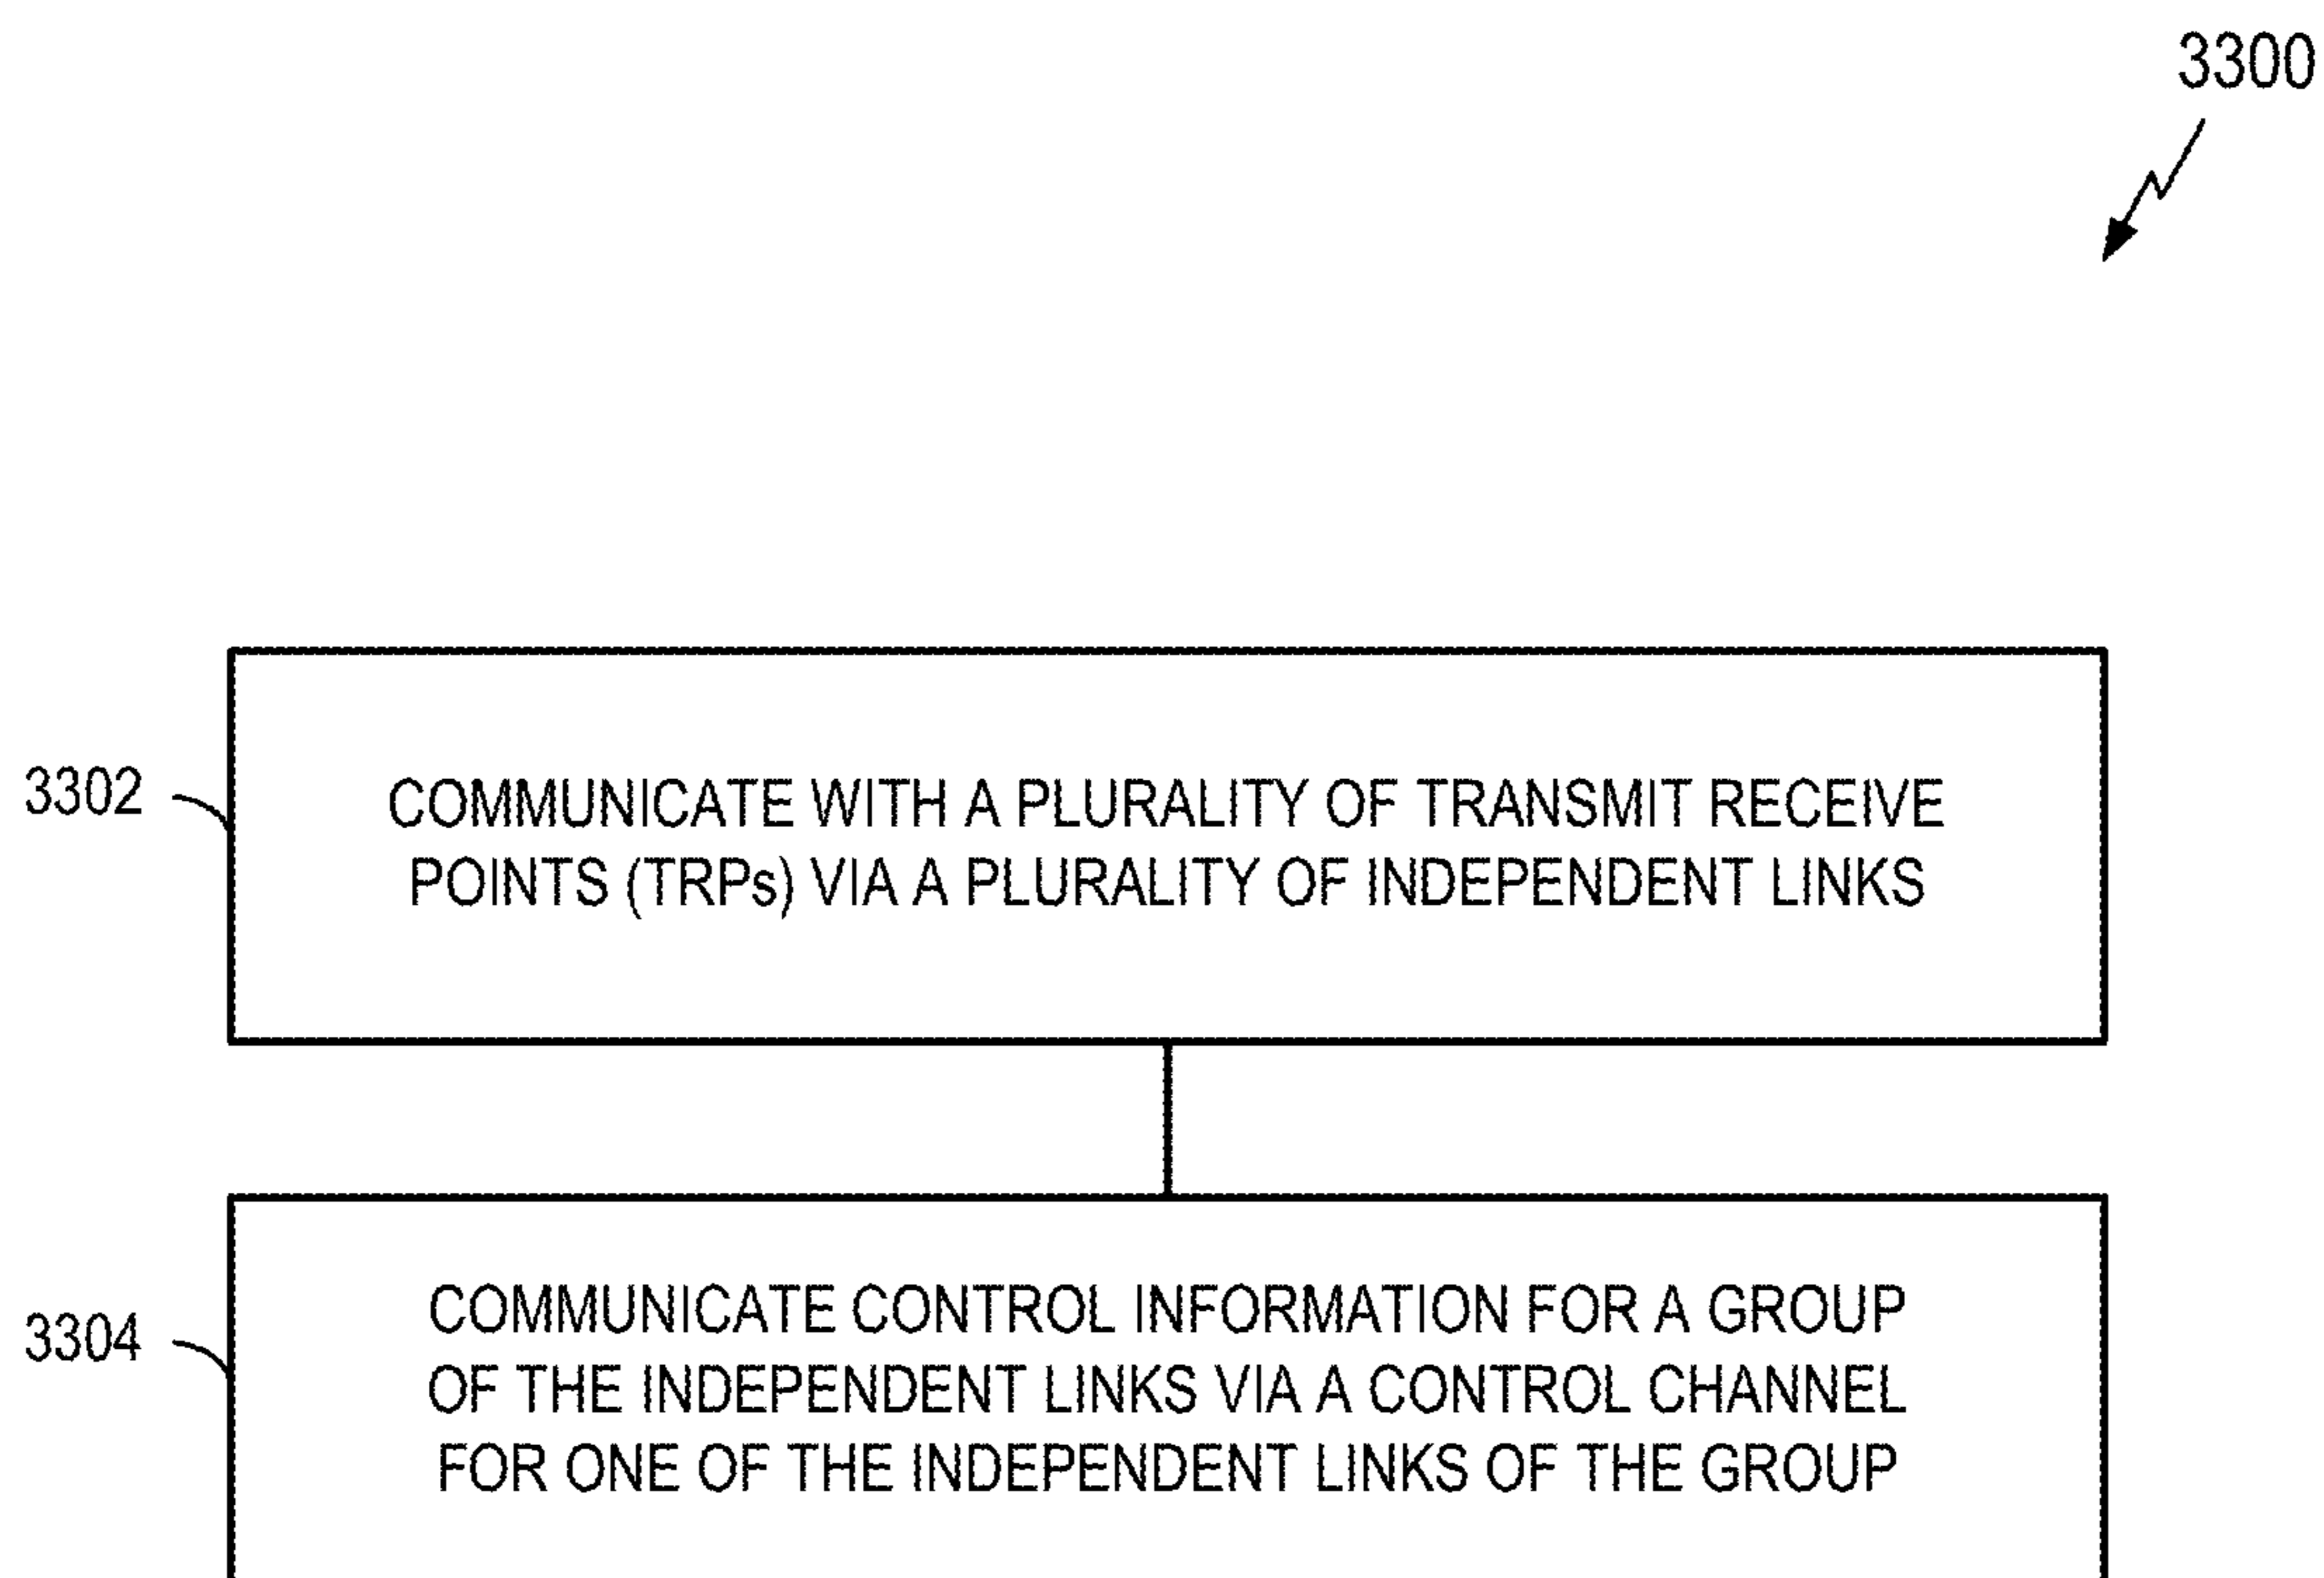 3300
3302
COMMUNICATE WITH A PLURALITY OF TRANSMIT RECEIVE
POINTS (TRPs) VIA A PLURALITY OF INDEPENDENT LINKS
3304
COMMUNICATE CONTROL INFORMATION FOR A GROUP
OF THE INDEPENDENT LINKS VIA A CONTROL CHANNEL
FOR ONE OF THE INDEPENDENT LINKS OF THE GROUP